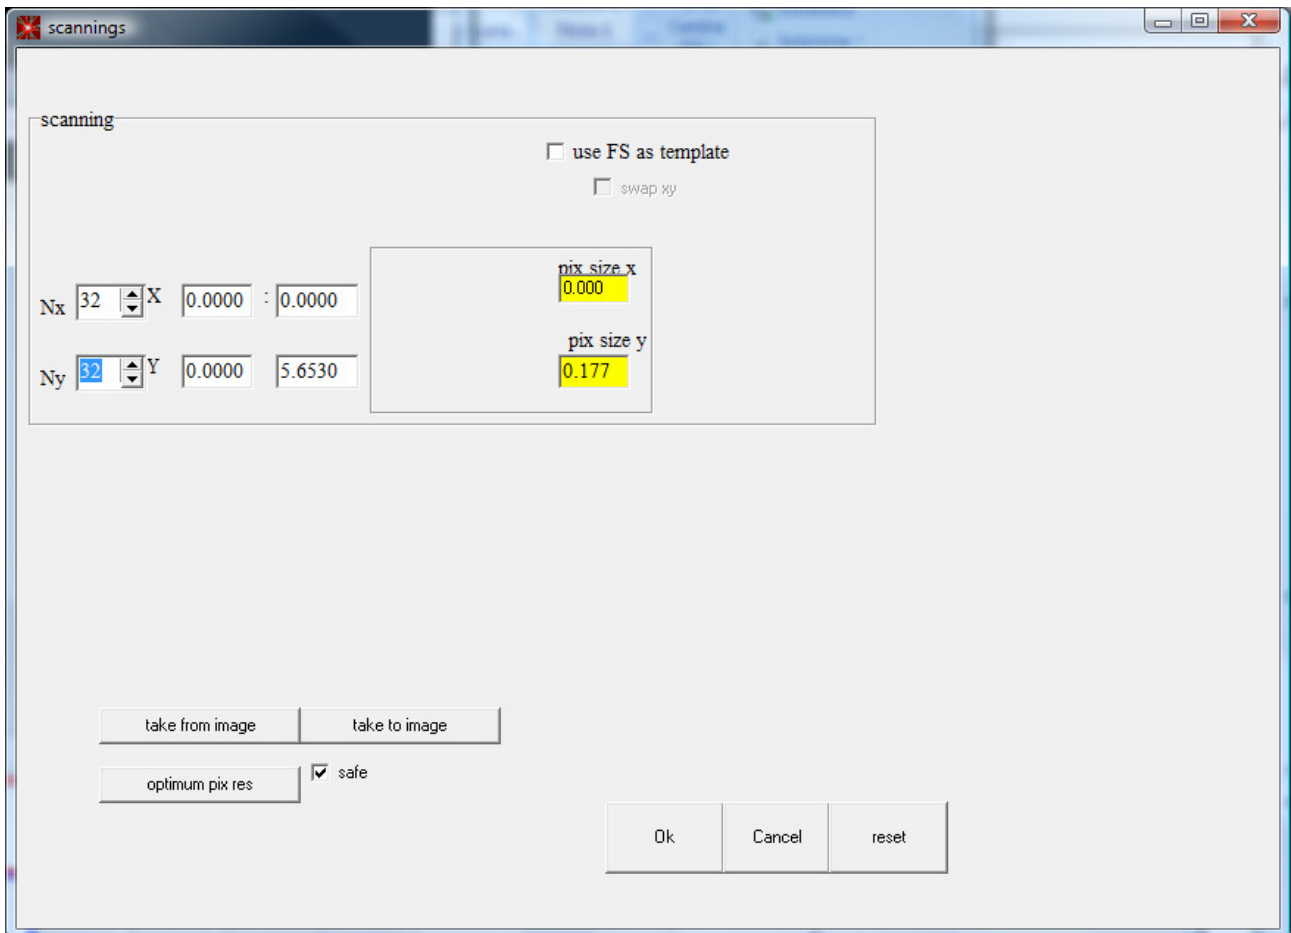 scannings
scanning
use FS as template
swap xy
pix size x
0.000
Nx 32 X 0.0000 : 0.0000
pix size y
0.177
Ny 32 Y 0.0000 5.6530
take from image take to image
optimum pix res safe
Ok Cancel reset